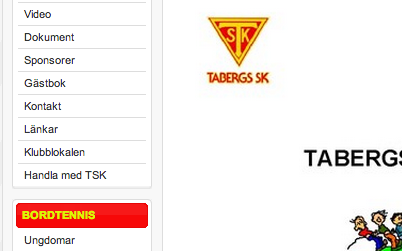 Video
Dokument
Sponsorer
Gästbok
Kontakt
Länkar
Klubblokalen
Handla med TSK
BORDTENNIS
Ungdomar
TSK
TABERGS SK
TABERGS